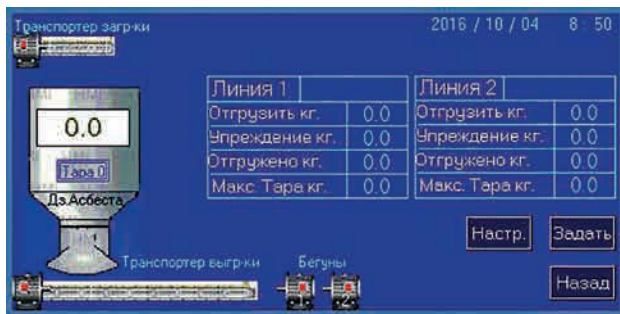 Транспортер загр-ки
2016 / 10 / 04 8 : 50
Линия 1
Отгрузить кг. 0.0
Упреждение кг. 0.0
Отгружено кг. 0.0
Макс. Тара кг. 0.0
Линия 2
Отгрузить кг. 0.0
Упреждение кг. 0.0
Отгружено кг. 0.0
Макс. Тара кг. 0.0
0.0
Тара 0
Дз.Асбеста
Настр. Задать
Транспортер выгр-ки Бегуны
1 2
Назад